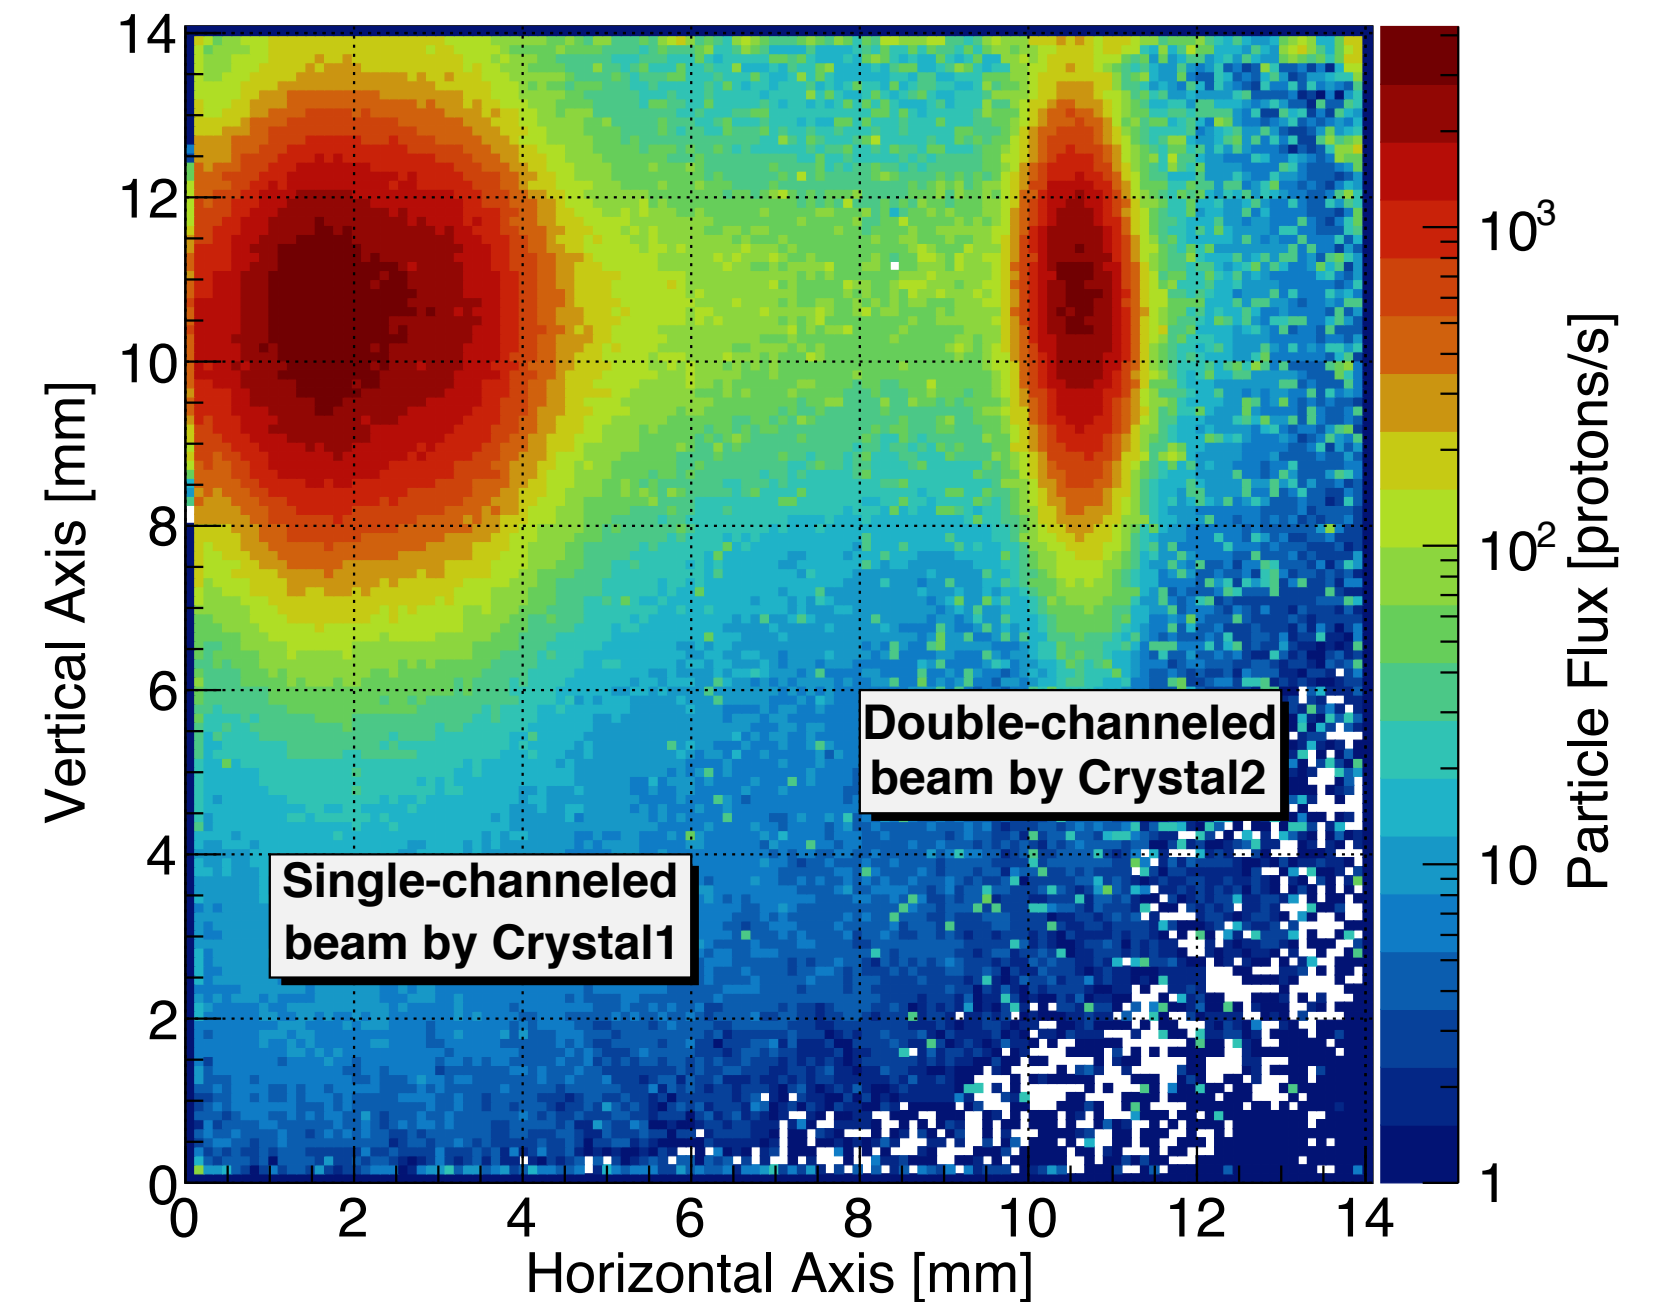 14
12
10
8
6
4
2
0
Vertical Axis [mm]
Double-channeled
beam by Crystal2
Single-channeled
beam by Crystal1
0 2 4 6 8 10 12 14
Horizontal Axis [mm]
10³
10²
10
1
Particle Flux [protons/s]